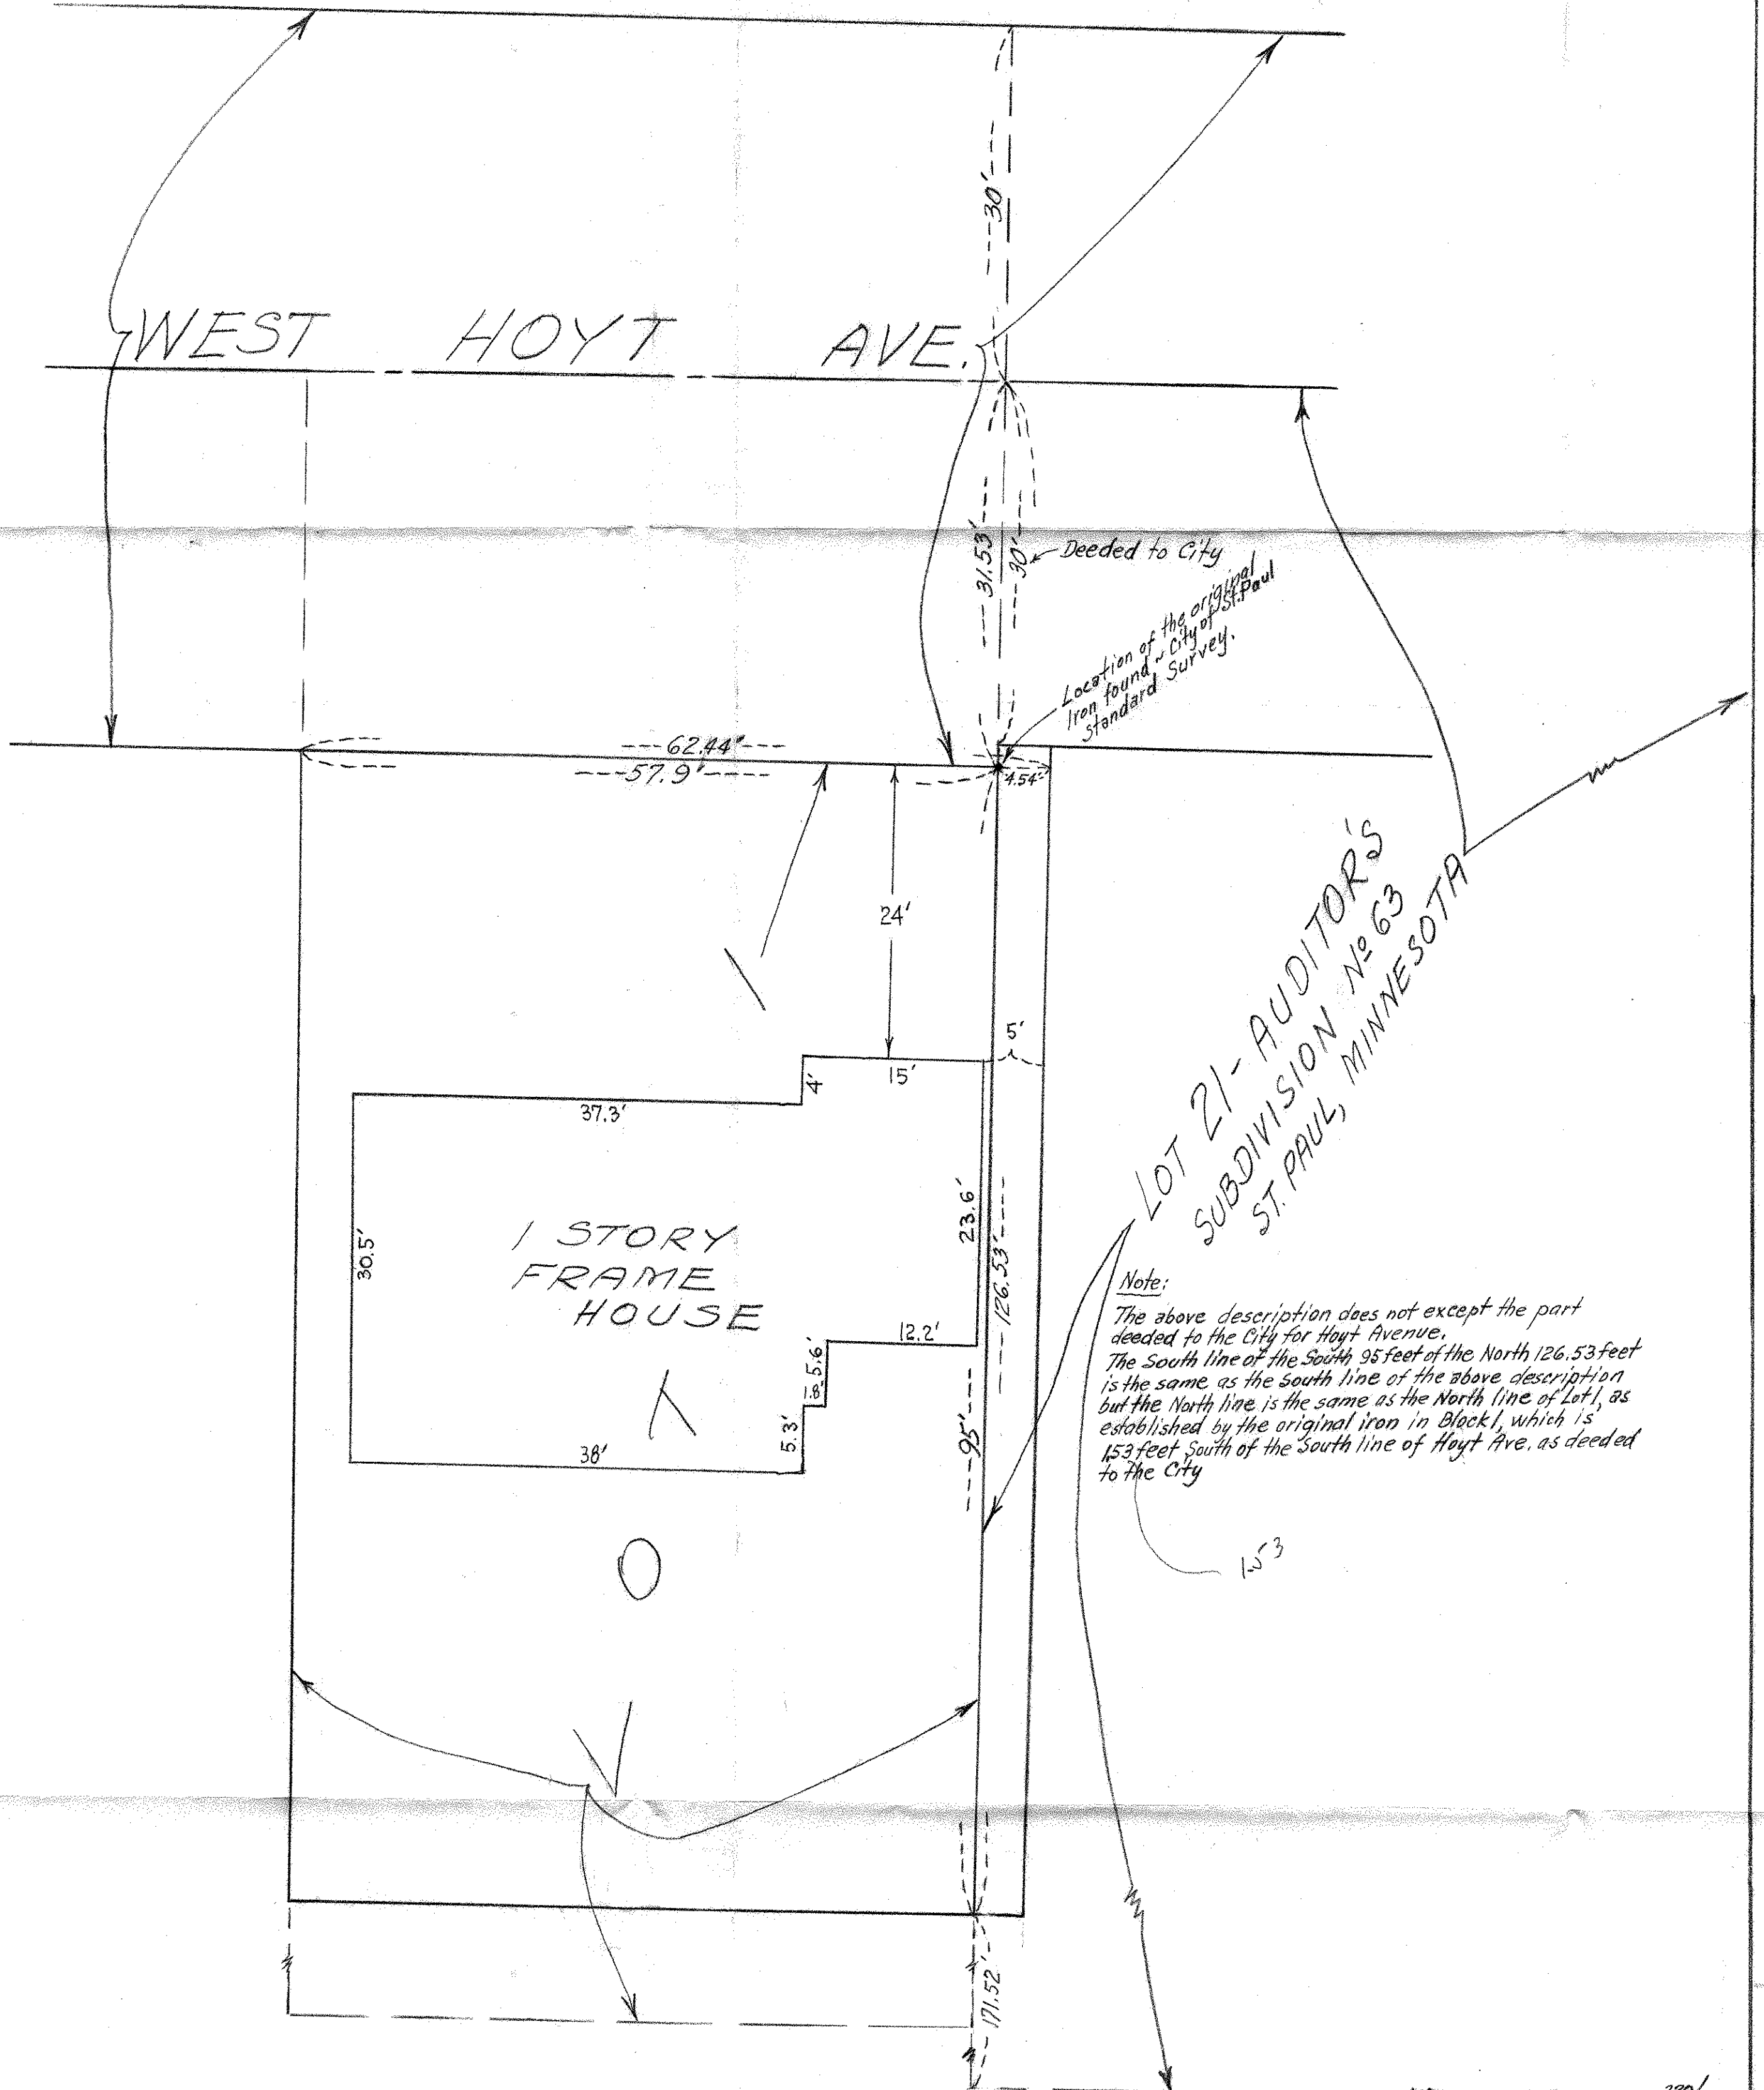 30'
WEST HOYT AVE.
31.53'
30'
Deeded to City
Location of the original
Iron found ~ City of St. Paul
Standard Survey.
62.44'
57.9'
4.54'
24'
5'
15'
4'
37.3'
LOT 21 - AUDITOR'S
SUBDIVISION Nº 63
ST. PAUL, MINNESOTA
30.5'
1 STORY
FRAME
HOUSE
23.6'
126.53'
12.2'
5.6'
5.3'
38'
95'
Note:
The above description does not except the part
deeded to the City for Hoyt Avenue.
The South line of the South 95 feet of the North 126.53 feet
is the same as the South line of the above description
but the North line is the same as the North line of Lot 1, as
established by the original iron in Block 1, which is
1.53 feet South of the South line of Hoyt Ave. as deeded
to the City
1.53
L
O
T
1
171.52'